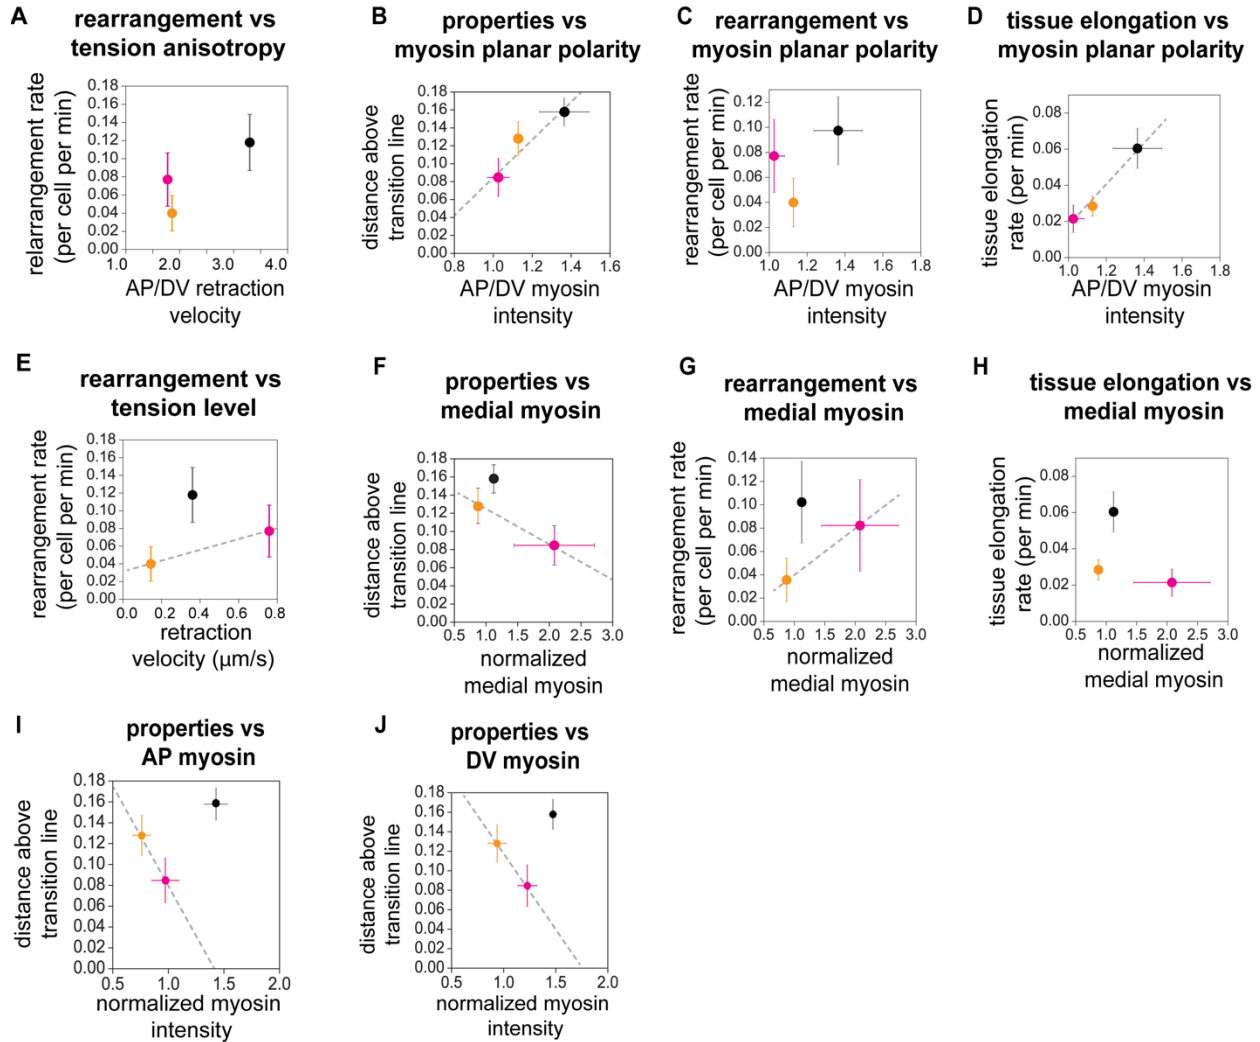 A
rearrangement vs
tension anisotropy
relarrangement rate
(per cell per min)
0.18
0.16
0.14
0.12
0.10
0.08
0.06
0.04
0.02
0.00
1.0 2.0 3.0 4.0
AP/DV retraction
velocity
B
properties vs
myosin planar polarity
distance above
transition line
0.18
0.16
0.14
0.12
0.10
0.08
0.06
0.04
0.02
0.00
0.8 1.0 1.2 1.4 1.6
AP/DV myosin
intensity
C
rearrangement vs
myosin planar polarity
rearrangement rate
(per cell per min)
0.12
0.10
0.08
0.06
0.04
0.02
0.00
1.0 1.2 1.4 1.6 1.8
AP/DV myosin
intensity
D
tissue elongation vs
myosin planar polarity
tissue elongation
rate (per min)
0.08
0.06
0.04
0.02
0.00
1.0 1.2 1.4 1.6 1.8
AP/DV myosin
intensity
E
rearrangement vs
tension level
rearrangement rate
(per cell per min)
0.18
0.16
0.14
0.12
0.10
0.08
0.06
0.04
0.02
0.00
0.0 0.4 0.6 0.8
retraction
velocity (µm/s)
F
properties vs
medial myosin
distance above
transition line
0.18
0.16
0.14
0.12
0.10
0.08
0.06
0.04
0.02
0.00
0.5 1.0 1.5 2.0 2.5 3.0
normalized
medial myosin
G
rearrangement vs
medial myosin
rearrangement rate
(per cell per min)
0.14
0.12
0.10
0.08
0.06
0.04
0.02
0.00
0.5 1.0 1.5 2.0 2.5 3.0
normalized
medial myosin
H
tissue elongation vs
medial myosin
tissue elongation
rate (per min)
0.08
0.06
0.04
0.02
0.00
0.5 1.0 1.5 2.0 2.5 3.0
normalized
medial myosin
I
properties vs
AP myosin
distance above
transition line
0.18
0.16
0.14
0.12
0.10
0.08
0.06
0.04
0.02
0.00
0.5 1.0 1.5 2.0
normalized myosin
intensity
J
properties vs
DV myosin
distance above
transition line
0.18
0.16
0.14
0.12
0.10
0.08
0.06
0.04
0.02
0.00
0.5 1.0 1.5 2.0
normalized myosin
intensity